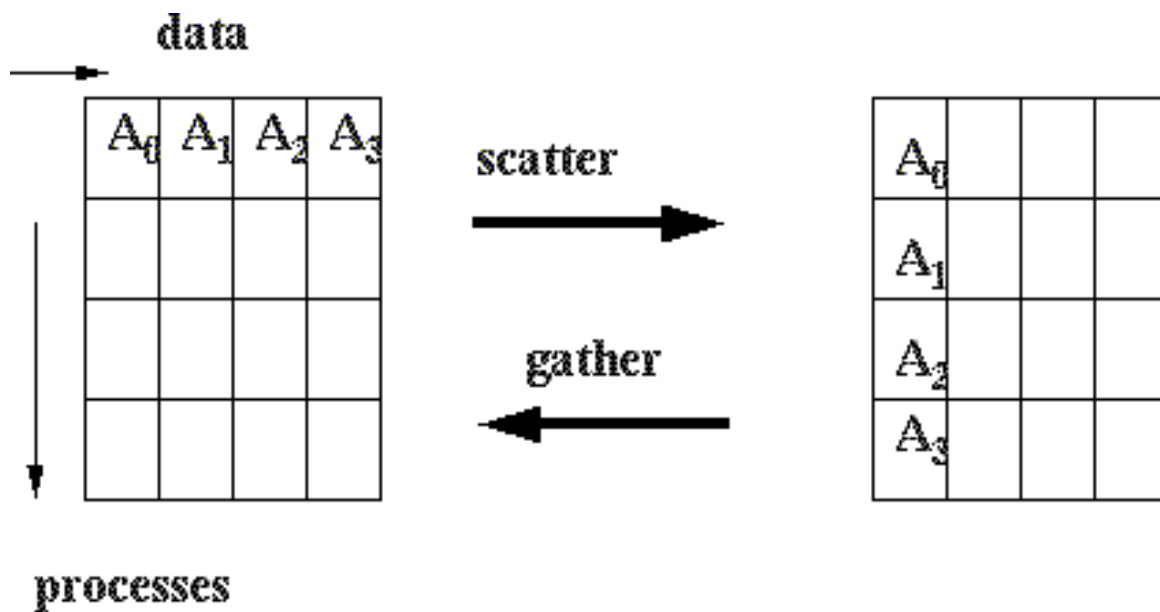 data
A₀ A₁ A₂ A₃
scatter
gather
processes
A₀
A₁
A₂
A₃